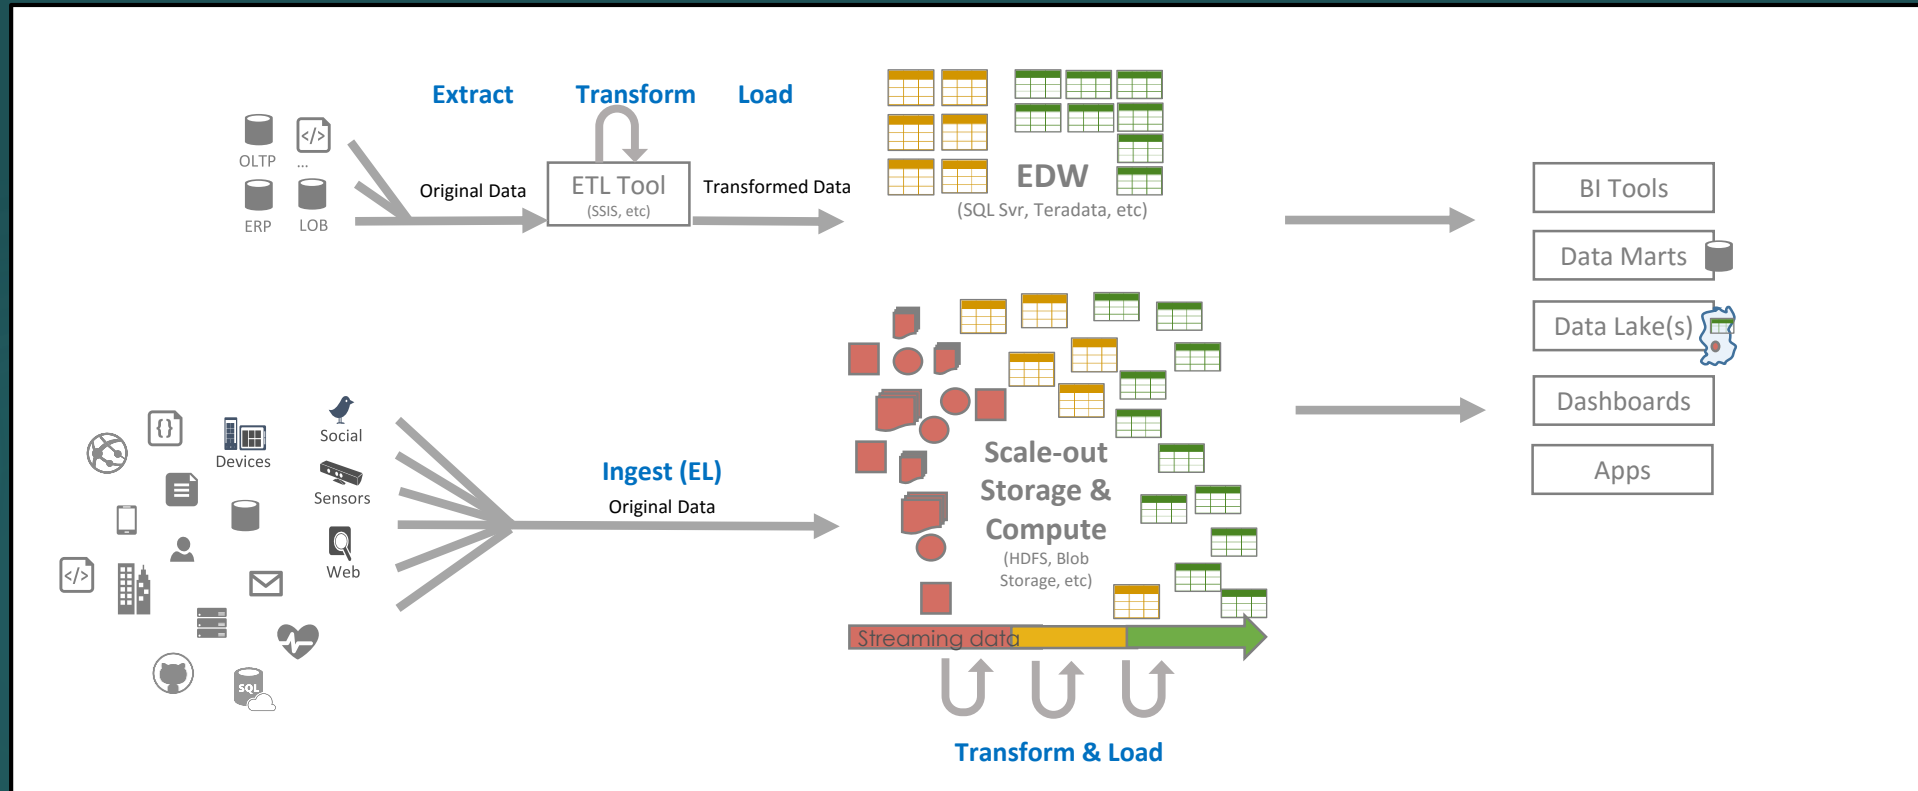 Extract
Transform
Load
</>
OLTP
...
ERP
LOB
Original Data
ETL Tool
(SSIS, etc)
Transformed Data
EDW
(SQL Svr, Teradata, etc)
BI Tools
Data Marts
Data Lake(s)
Dashboards
Apps
{}
Devices
Social
Sensors
Web
</>
SQL
Ingest (EL)
Original Data
Scale-out
Storage &
Compute
(HDFS, Blob
Storage, etc)
Streaming data
Transform & Load